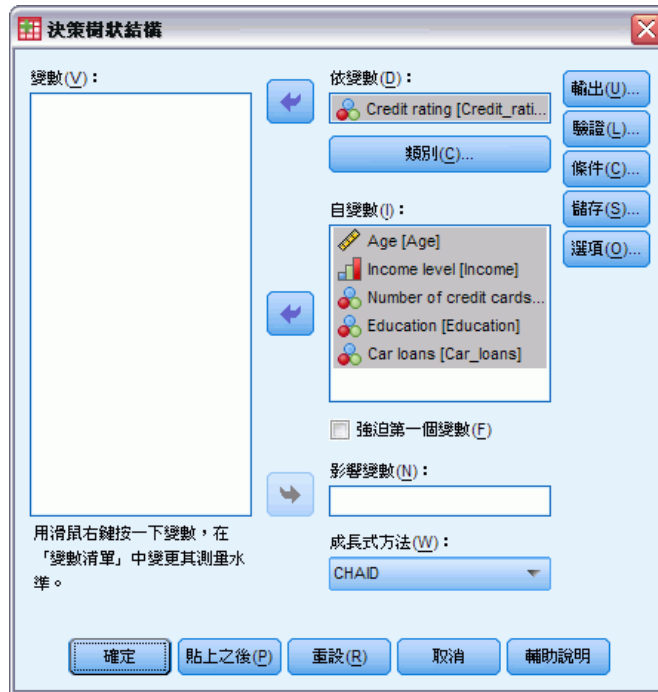 決策樹狀結構
變數(V)：
用滑鼠右鍵按一下變數，在
「變數清單」中變更其測量水
準。
依變數(D)：
Credit rating [Credit_rati...
類別(C)...
自變數(I)：
Age [Age]
Income level [Income]
Number of credit cards...
Education [Education]
Car loans [Car_loans]
強迫第一個變數(F)
影響變數(N)：
成長式方法(W)：
CHAID
輸出(U)...
驗證(L)...
條件(C)...
儲存(S)...
選項(O)...
確定
貼上之後(P)
重設(R)
取消
輔助說明